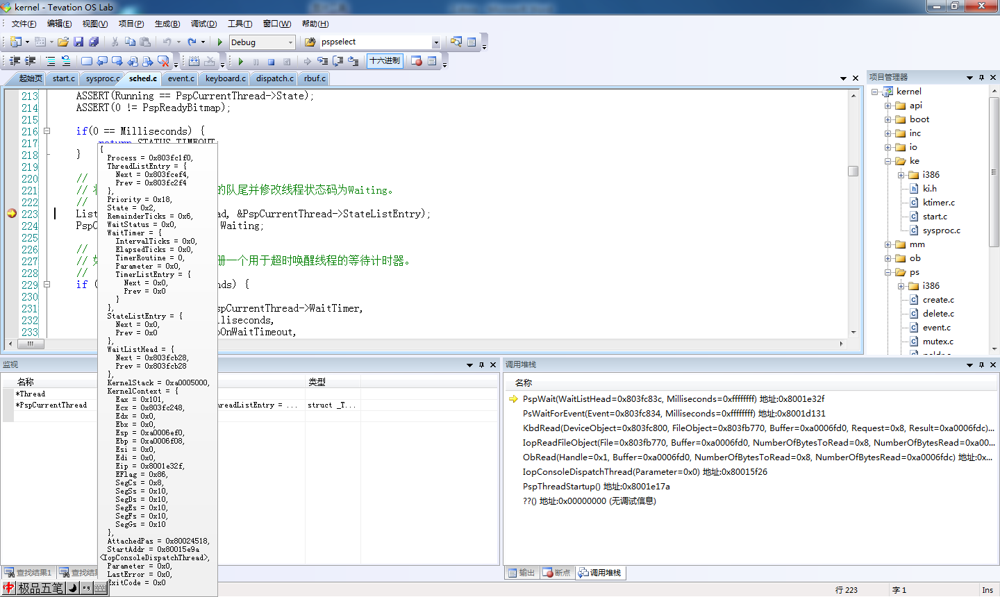 kernel - Tevation OS Lab
文件(F) 编辑(E) 视图(V) 项目(P) 生成(B) 调试(D) 工具(T) 窗口(W) 帮助(H)
Debug pspselect
十六进制
起始页 start.c sysproc.c sched.c event.c keyboard.c dispatch.c rbuf.c
213 ASSERT(Running == PspCurrentThread->State);
214 ASSERT(0 != PspReadyBitmap);
215
216 if(0 == Milliseconds) {
217 return STATUS_TIMEOUT;
218 }
219
220 //
221 // 的队尾并修改线程状态码为Waiting。
222 //
223 List ad, &PspCurrentThread->StateListEntry);
224 PspC Waiting;
225
226 //
227 // 册一个用于超时唤醒线程的等待计时器。
228 //
229 if ( onds) {
230
231 spCurrentThread->WaitTimer,
232 lliseconds,
233 pOnWaitTimeout,
{
Process = 0x803fc1f0,
ThreadListEntry = {
Next = 0x803fcef4,
Prev = 0x803fc2f4
},
Priority = 0x18,
State = 0x2,
RemainderTicks = 0x6,
WaitStatus = 0x0,
WaitTimer = {
IntervalTicks = 0x0,
ElapsedTicks = 0x0,
TimerRoutine = 0,
Parameter = 0x0,
TimerListEntry = {
Next = 0x0,
Prev = 0x0
}
},
StateListEntry = {
Next = 0x0,
Prev = 0x0
},
WaitListHead = {
Next = 0x803fcb28,
Prev = 0x803fcb28
},
KernelStack = 0xa0005000,
KernelContext = {
Eax = 0x101,
Ecx = 0x803fc248,
Edx = 0x0,
Ebx = 0x0,
Esp = 0xa0006ef0,
Ebp = 0xa0006f08,
Esi = 0x0,
Edi = 0x0,
Eip = 0x8001e32f,
EFlag = 0x86,
SegCs = 0x8,
SegSs = 0x10,
SegDs = 0x10,
SegEs = 0x10,
SegFs = 0x10,
SegGs = 0x10
},
AttachedPas = 0x80024518,
StartAddr = 0x80015e9a
<IopConsoleDispatchThread>,
Parameter = 0x0,
LastError = 0x0,
ExitCode = 0x0
项目管理器
kernel
api
boot
inc
io
ke
i386
ki.h
ktimer.c
start.c
sysproc.c
mm
ob
ps
i386
create.c
delete.c
event.c
mutex.c
监视
名称 类型
*Thread
*PspCurrentThread hreadListEntry = ... struct _T...
查找结果1 查找结果
调用堆栈
名称
PspWait(WaitListHead=0x803fc83c, Milliseconds=0xffffffff) 地址:0x8001e32f
PsWaitForEvent(Event=0x803fc834, Milliseconds=0xffffffff) 地址:0x8001d131
KbdRead(DeviceObject=0x803fc800, FileObject=0x803fb770, Buffer=0xa0006fd0, Request=0x8, Result=0xa0006fdc)...
IopReadFileObject(File=0x803fb770, Buffer=0xa0006fd0, NumberOfBytesToRead=0x8, NumberOfBytesRead=0xa00...
ObRead(Handle=0x1, Buffer=0xa0006fd0, NumberOfBytesToRead=0x8, NumberOfBytesRead=0xa0006fdc) 地址:0x...
IopConsoleDispatchThread(Parameter=0x0) 地址:0x80015f26
PspThreadStartup() 地址:0x8001e17a
??() 地址:0x00000000 (无调试信息)
输出 断点 调用堆栈
中 极品五笔
行 223 字 1 Ins